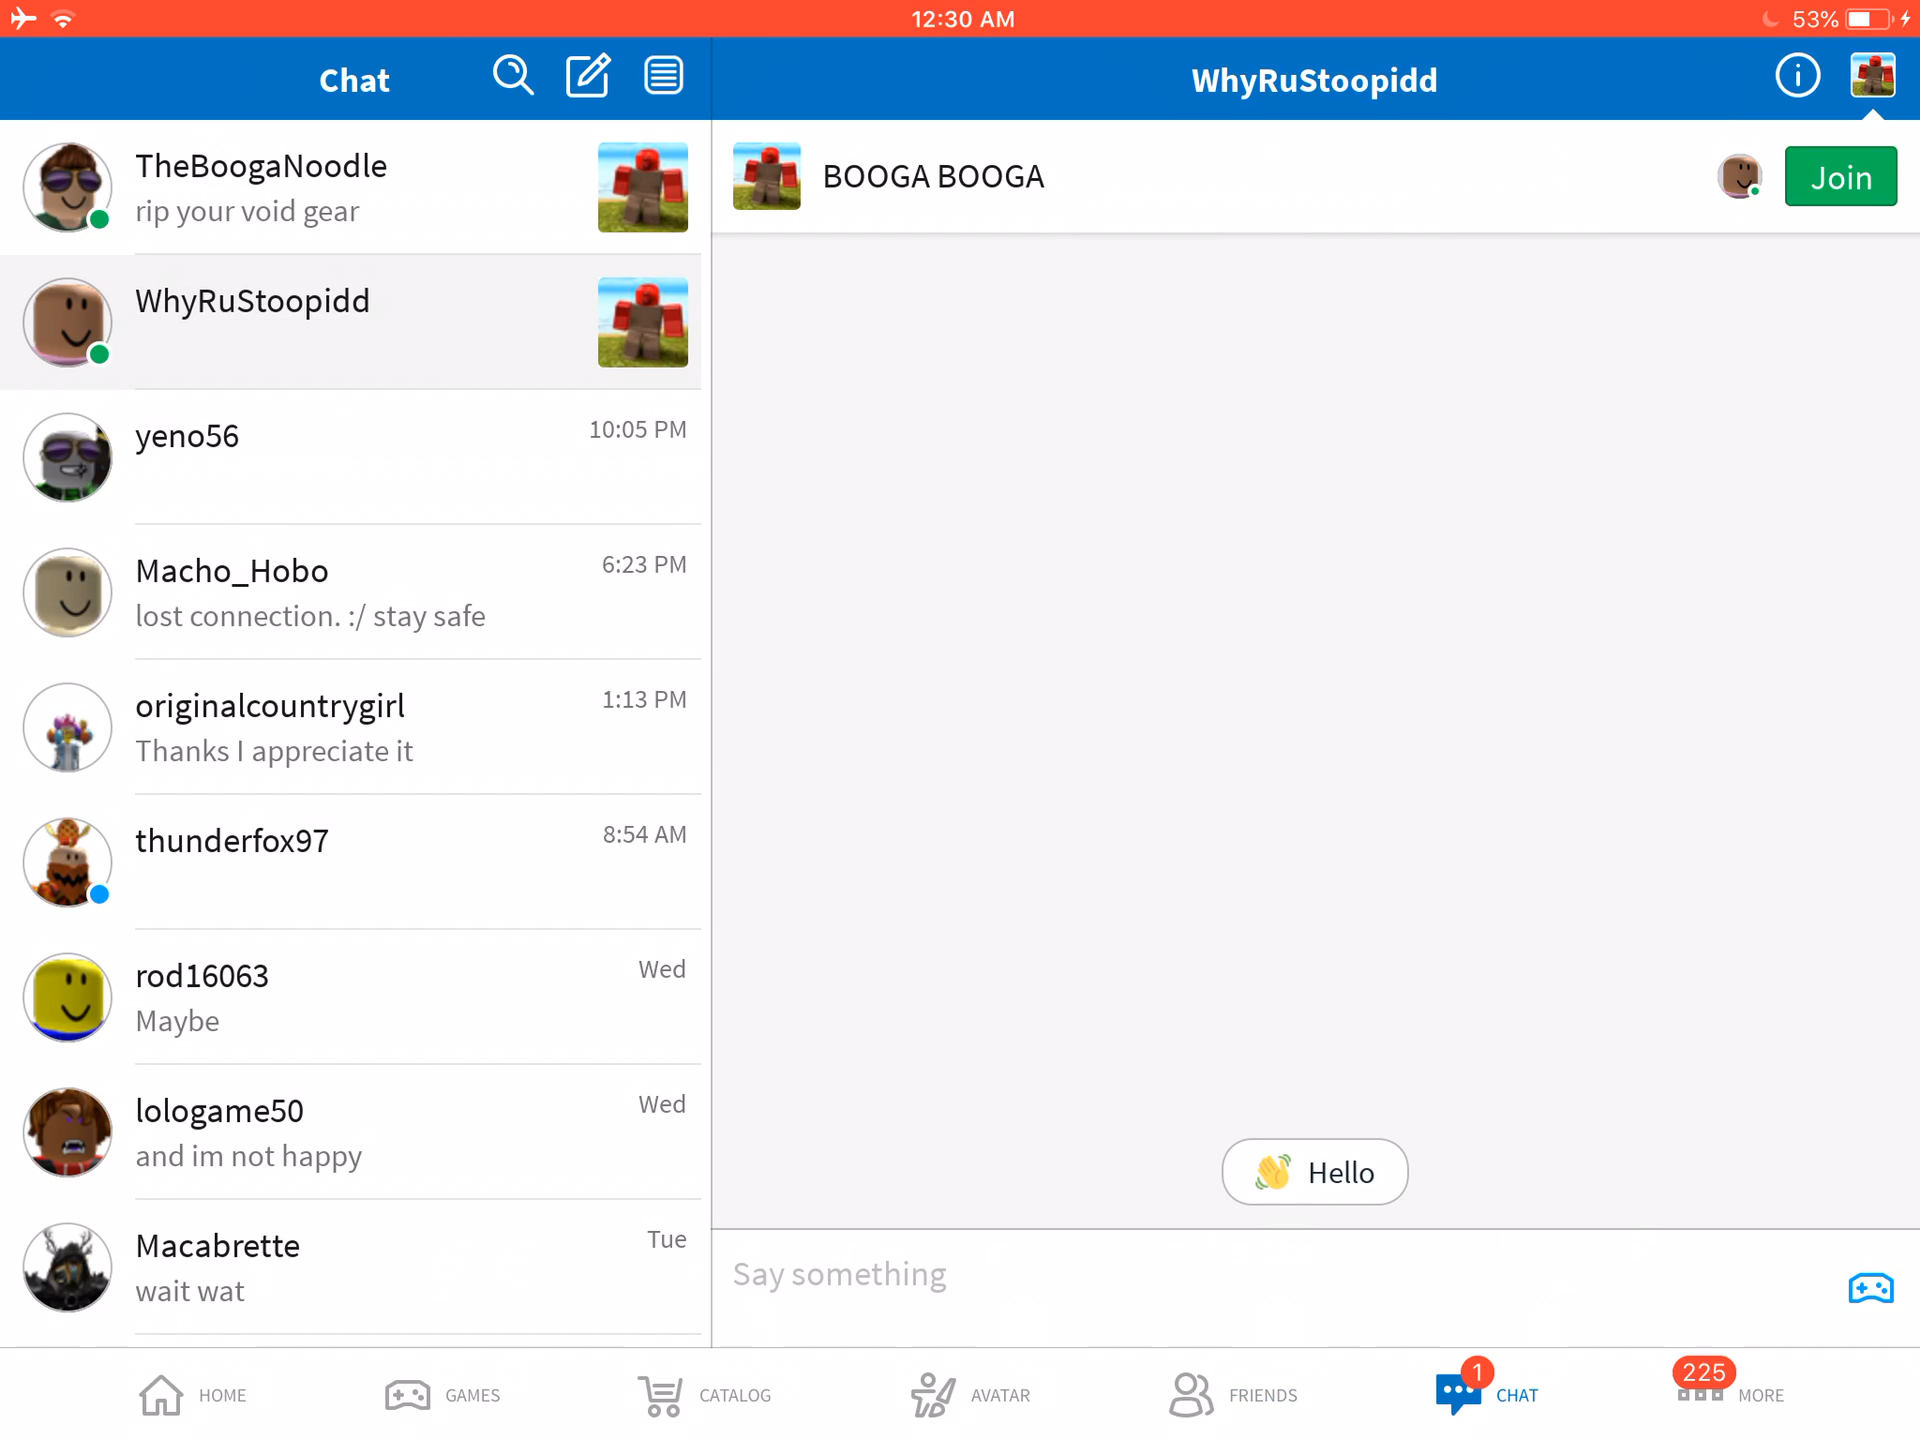 12:30 AM
53%
Chat
WhyRuStoopidd
TheBoogaNoodle
rip your void gear
WhyRuStoopidd
yeno56
10:05 PM
Macho_Hobo
6:23 PM
lost connection. :/ stay safe
originalcountrygirl
1:13 PM
Thanks I appreciate it
thunderfox97
8:54 AM
rod16063
Wed
Maybe
lologame50
Wed
and im not happy
Macabrette
Tue
wait wat
BOOGA BOOGA
Join
👋 Hello
Say something
HOME
GAMES
CATALOG
AVATAR
FRIENDS
1
CHAT
225
MORE